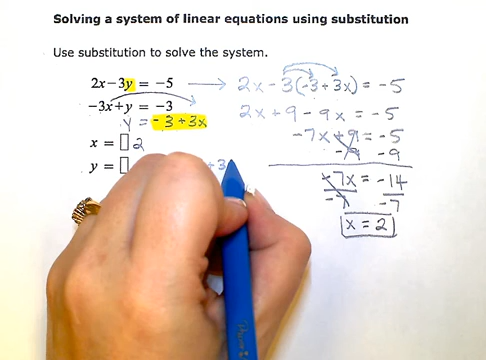 Solving a system of linear equations using substitution
Use substitution to solve the system.
2x−3y = −5 → 2x − 3(−3 + 3x) = −5
−3x+y = −3
2x + 9 − 9x = −5
y = −3 + 3x
−7x + 9 = −5
−9 −9
x = 2
y = +3
−7x = −14
−7 −7
x = 2